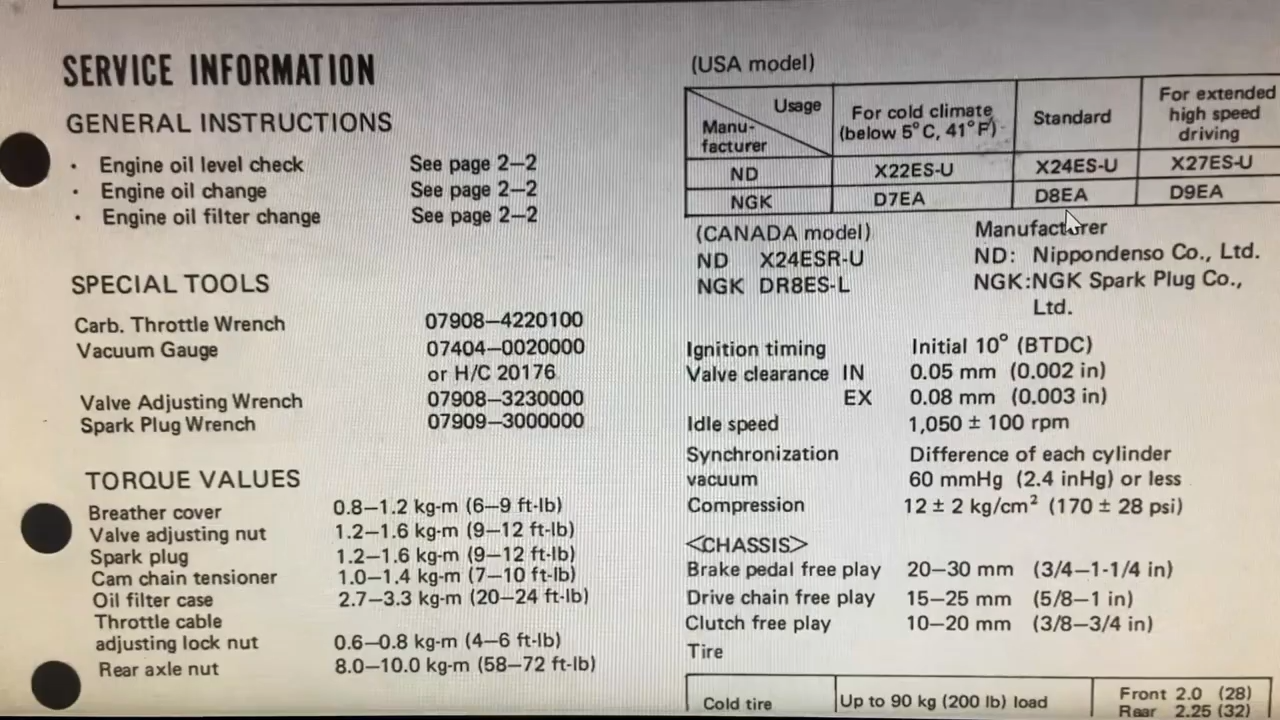 SERVICE INFORMATION
GENERAL INSTRUCTIONS
· Engine oil level check See page 2–2
· Engine oil change See page 2–2
· Engine oil filter change See page 2–2
SPECIAL TOOLS
Carb. Throttle Wrench 07908–4220100
Vacuum Gauge 07404–0020000
or H/C 20176
Valve Adjusting Wrench 07908–3230000
Spark Plug Wrench 07909–3000000
TORQUE VALUES
Breather cover 0.8–1.2 kg-m (6–9 ft-lb)
Valve adjusting nut 1.2–1.6 kg-m (9–12 ft-lb)
Spark plug 1.2–1.6 kg-m (9–12 ft-lb)
Cam chain tensioner 1.0–1.4 kg-m (7–10 ft-lb)
Oil filter case 2.7–3.3 kg-m (20–24 ft-lb)
Throttle cable
adjusting lock nut 0.6–0.8 kg-m (4–6 ft-lb)
Rear axle nut 8.0–10.0 kg-m (58–72 ft-lb)
(USA model)
Usage
Manu-
facturer
For cold climate
(below 5°C, 41°F)
Standard
For extended
high speed
driving
ND X22ES-U X24ES-U X27ES-U
NGK D7EA D8EA D9EA
(CANADA model)
ND X24ESR-U
NGK DR8ES-L
Manufacturer
ND: Nippondenso Co., Ltd.
NGK:NGK Spark Plug Co.,
Ltd.
Ignition timing Initial 10° (BTDC)
Valve clearance IN 0.05 mm (0.002 in)
EX 0.08 mm (0.003 in)
Idle speed 1,050 ± 100 rpm
Synchronization Difference of each cylinder
vacuum 60 mmHg (2.4 inHg) or less
Compression 12 ± 2 kg/cm² (170 ± 28 psi)
<CHASSIS>
Brake pedal free play 20–30 mm (3/4–1-1/4 in)
Drive chain free play 15–25 mm (5/8–1 in)
Clutch free play 10–20 mm (3/8–3/4 in)
Tire
Cold tire Up to 90 kg (200 lb) load Front 2.0 (28)
Rear 2.25 (32)